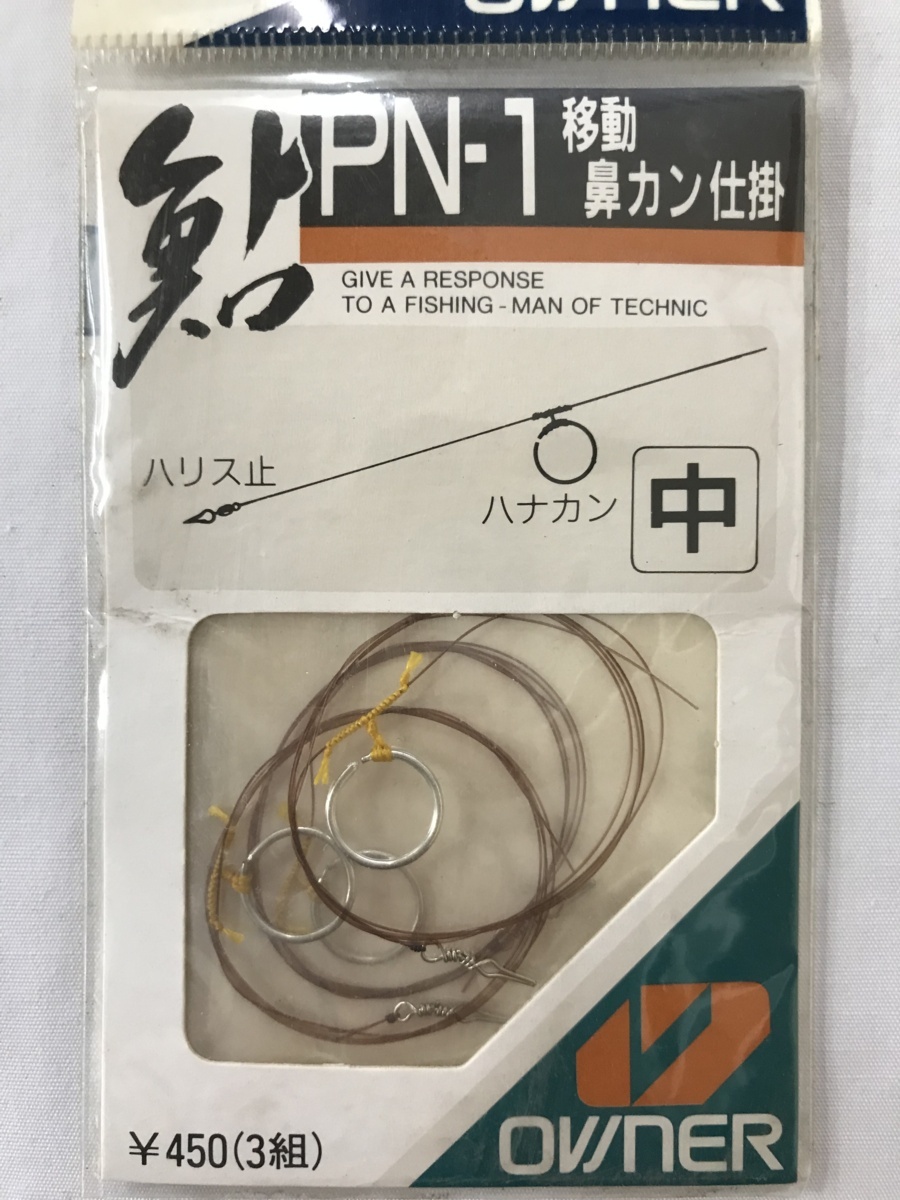 OWNER
鮎
PN-1
移動
鼻カン仕掛
GIVE A RESPONSE
TO A FISHING-MAN OF TECHNIC
ハリス止
ハナカン
中
¥450(3組)
OWNER